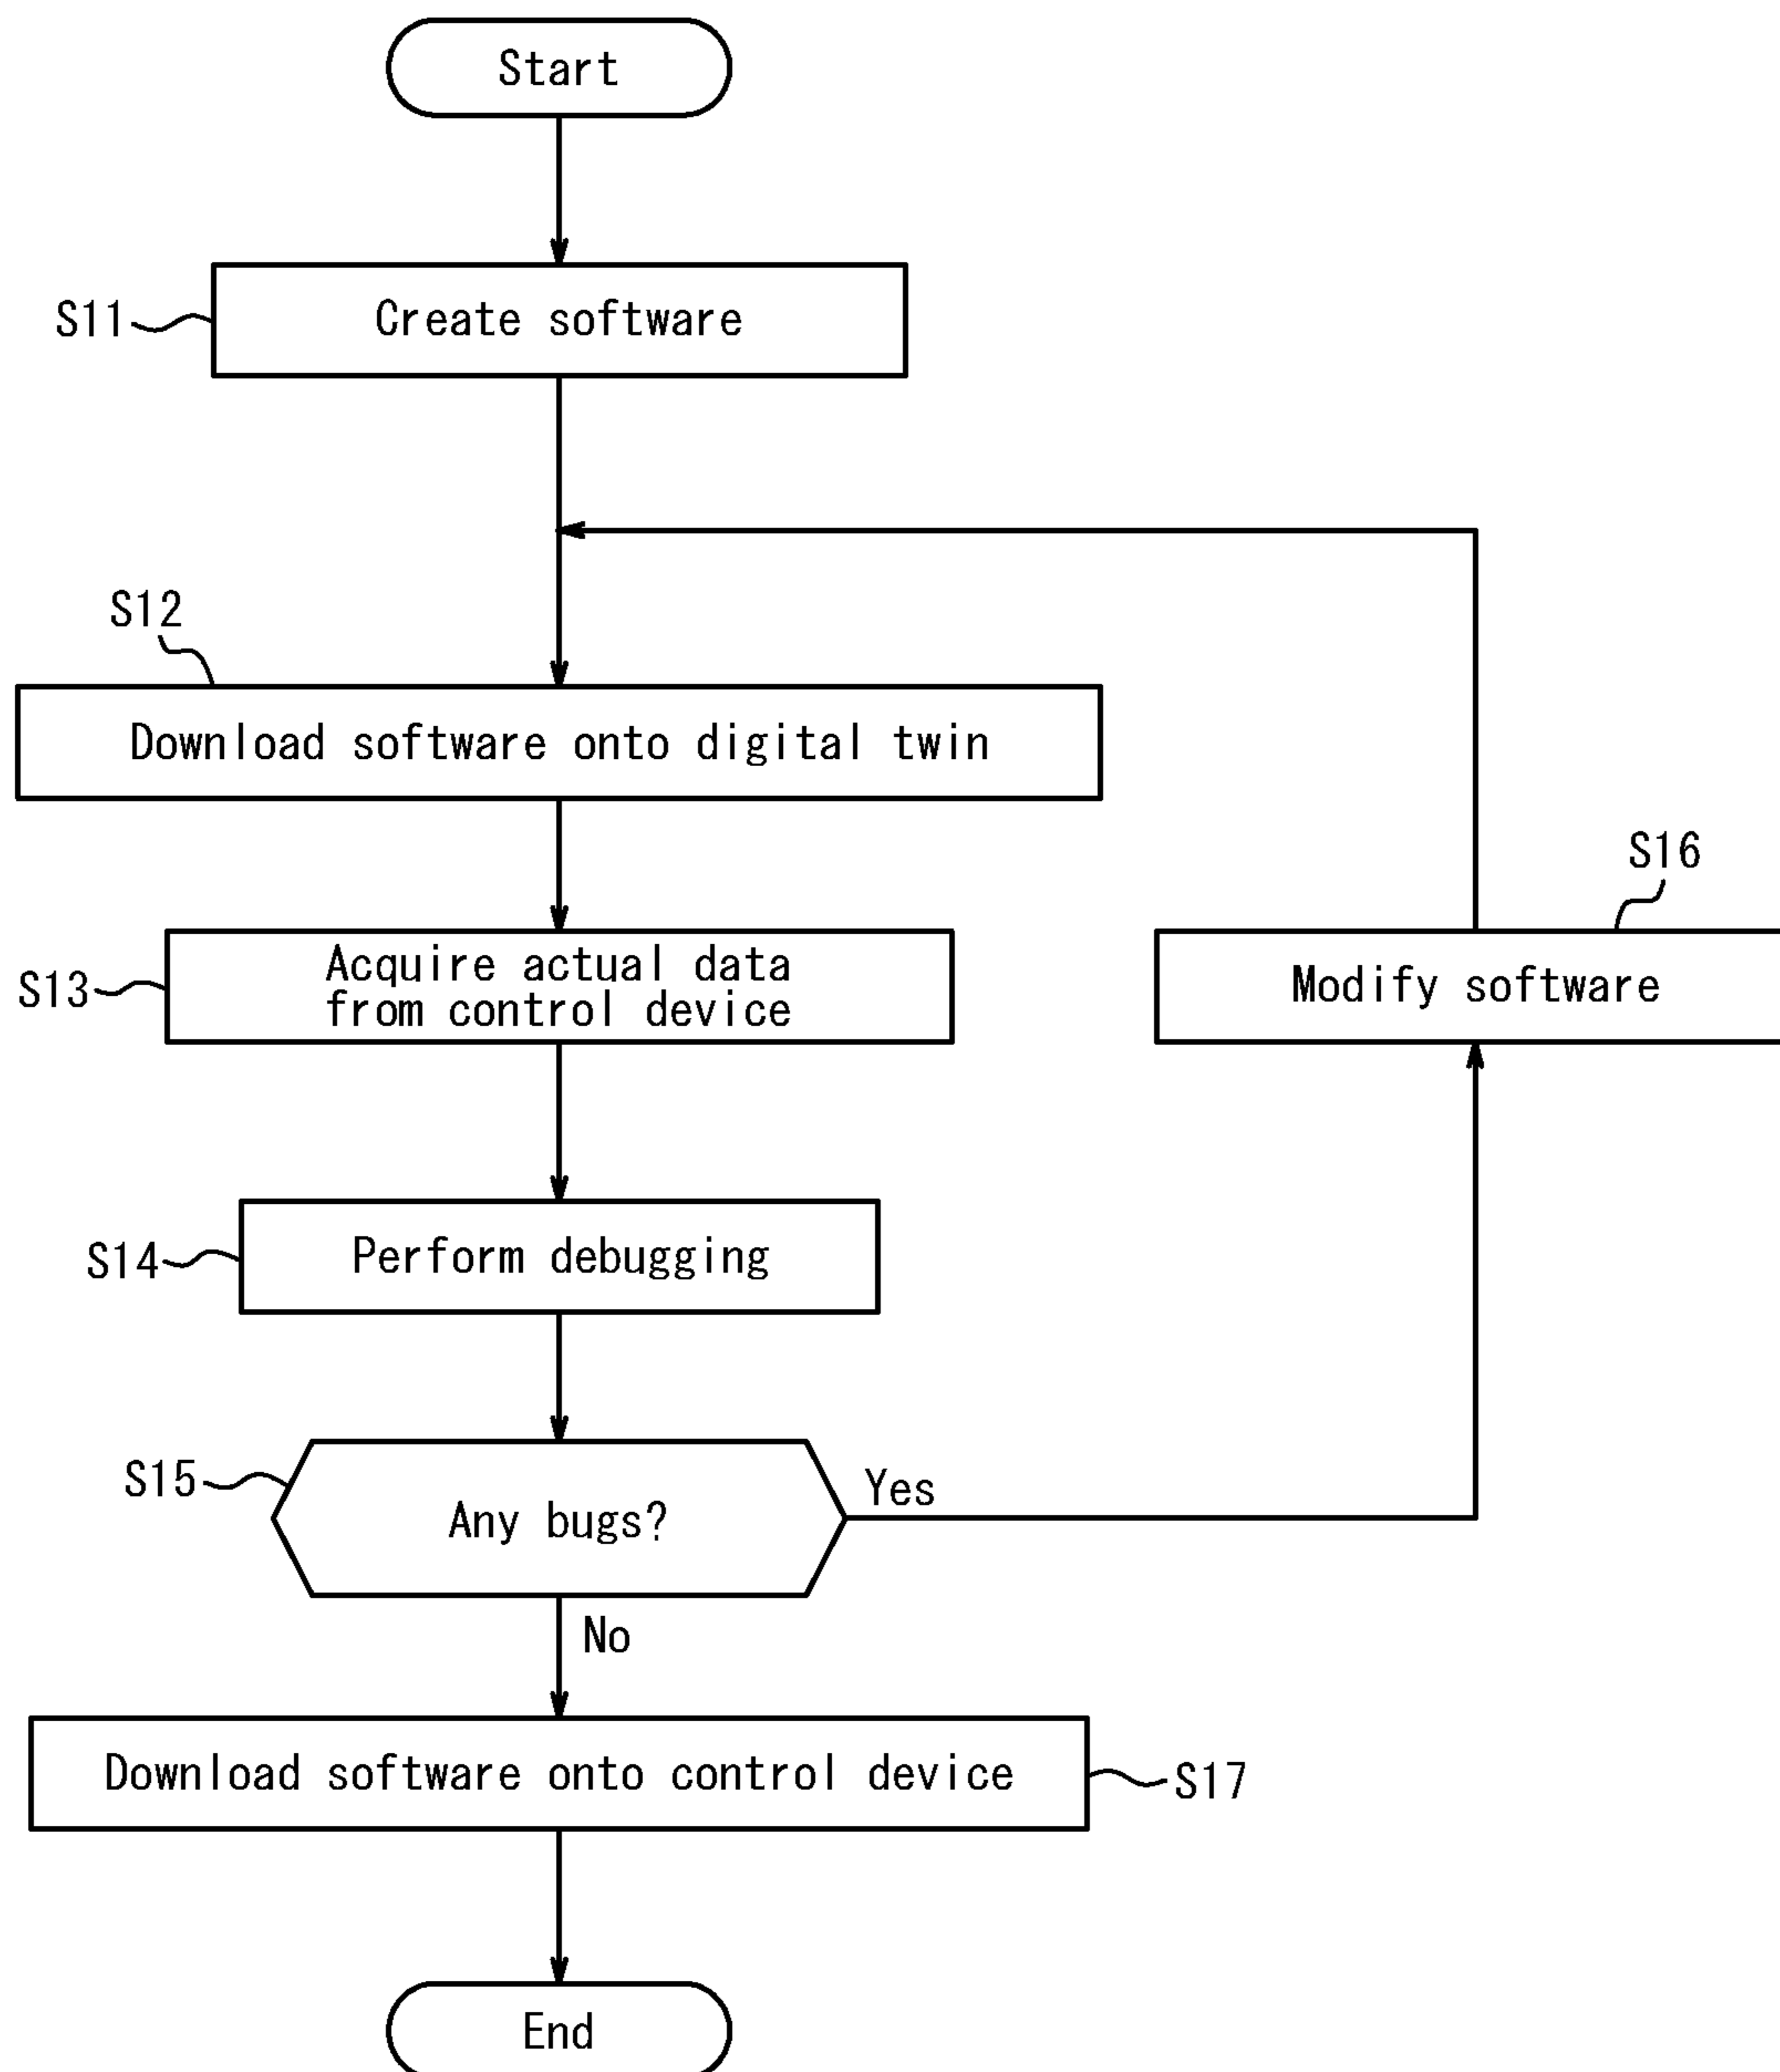 Start
S11
Create software
S12
Download software onto digital twin
S13
Acquire actual data
from control device
S16
Modify software
S14
Perform debugging
S15
Any bugs?
Yes
No
Download software onto control device
S17
End